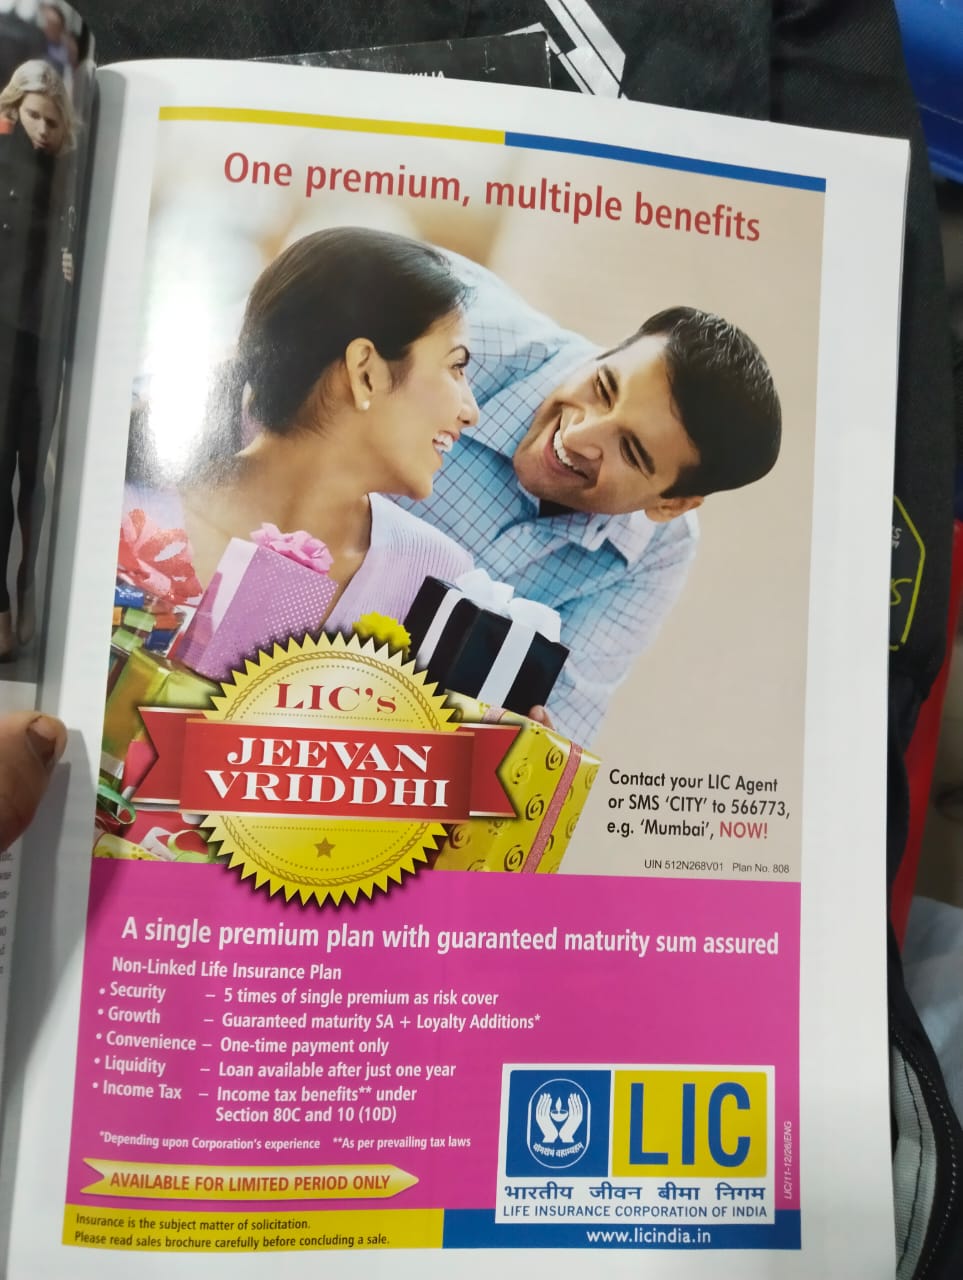 One premium, multiple benefits
LIC's
JEEVAN
VRIDDHI
Contact your LIC Agent
or SMS 'CITY' to 566773,
e.g. 'Mumbai', NOW!
UIN 512N268V01 Plan No. 808
A single premium plan with guaranteed maturity sum assured
Non-Linked Life Insurance Plan
• Security – 5 times of single premium as risk cover
• Growth – Guaranteed maturity SA + Loyalty Additions*
• Convenience – One-time payment only
• Liquidity – Loan available after just one year
• Income Tax – Income tax benefits** under
Section 80C and 10 (10D)
*Depending upon Corporation's experience **As per prevailing tax laws
AVAILABLE FOR LIMITED PERIOD ONLY
Insurance is the subject matter of solicitation.
Please read sales brochure carefully before concluding a sale.
योगक्षेमं वहाम्यहम्
LIC
भारतीय जीवन बीमा निगम
LIFE INSURANCE CORPORATION OF INDIA
www.licindia.in
LIC/11-12/26/ENG